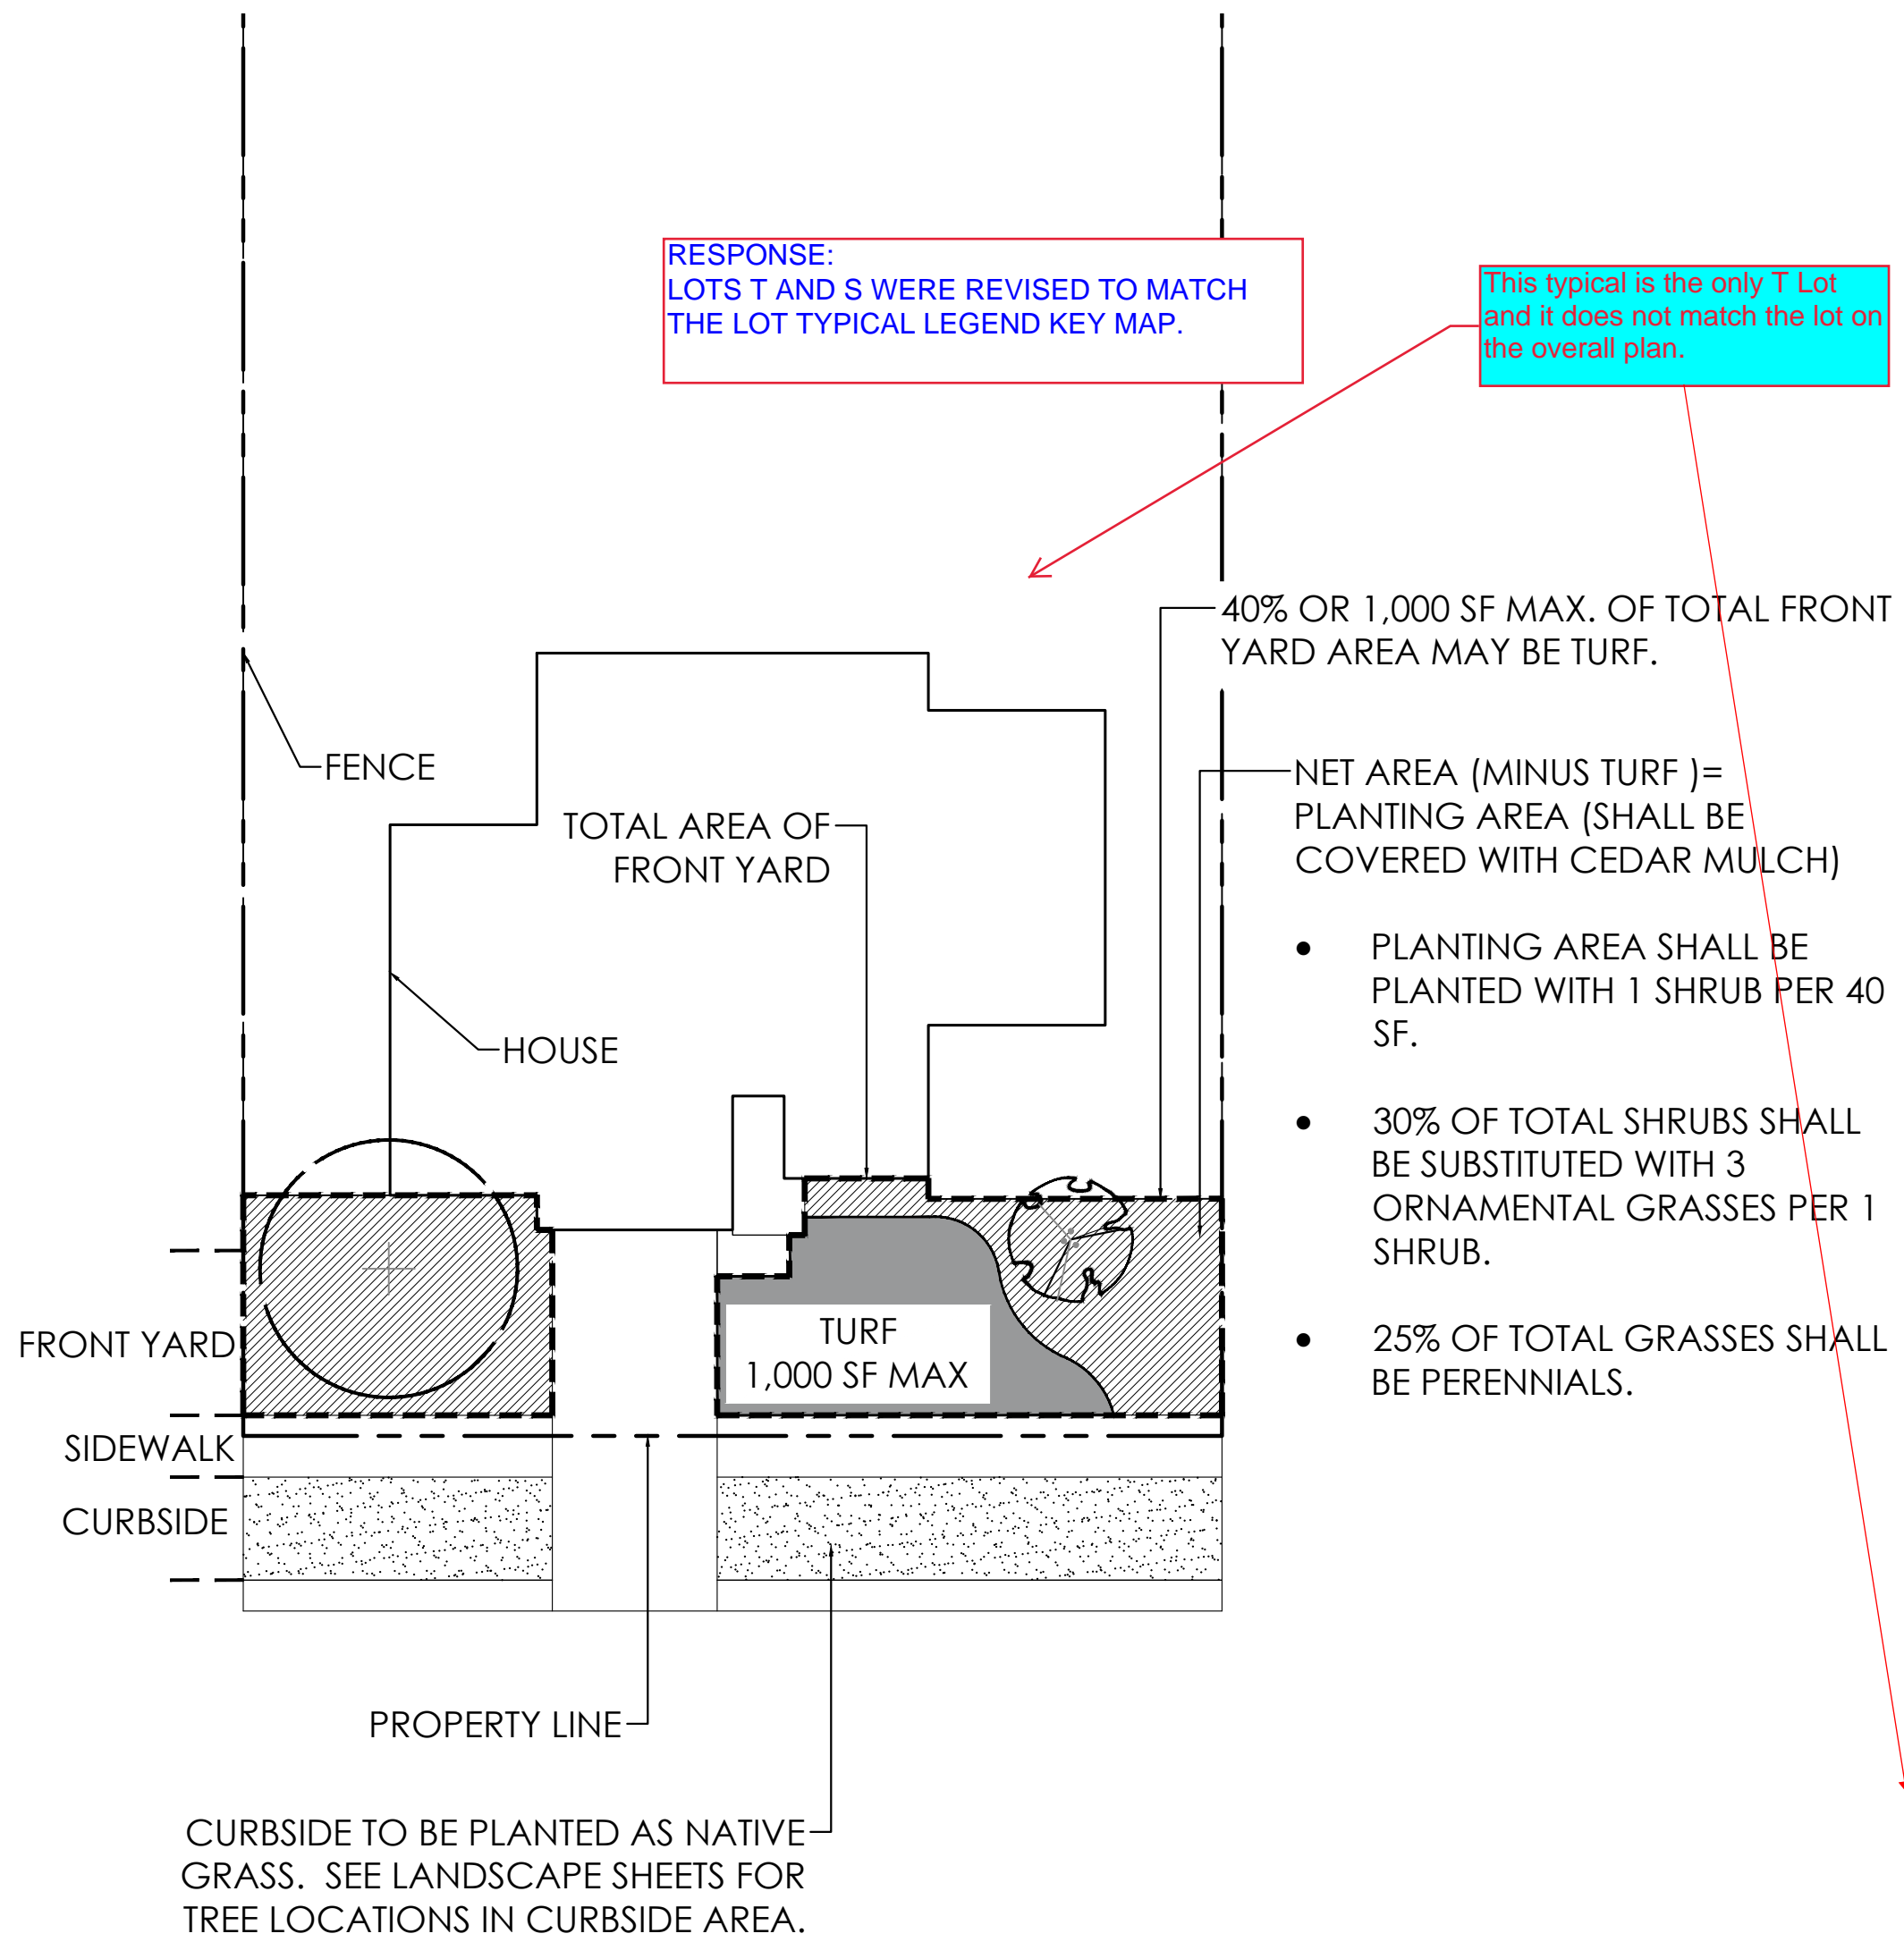 RESPONSE:
LOTS T AND S WERE REVISED TO MATCH
THE LOT TYPICAL LEGEND KEY MAP.
This typical is the only T Lot
and it does not match the lot on
the overall plan.
40% OR 1,000 SF MAX. OF TOTAL FRONT
YARD AREA MAY BE TURF.
FENCE
NET AREA (MINUS TURF )=
PLANTING AREA (SHALL BE
COVERED WITH CEDAR MULCH)
TOTAL AREA OF
FRONT YARD
• PLANTING AREA SHALL BE
PLANTED WITH 1 SHRUB PER 40
SF.
HOUSE
• 30% OF TOTAL SHRUBS SHALL
BE SUBSTITUTED WITH 3
ORNAMENTAL GRASSES PER 1
SHRUB.
• 25% OF TOTAL GRASSES SHALL
BE PERENNIALS.
FRONT YARD
TURF
1,000 SF MAX
SIDEWALK
CURBSIDE
PROPERTY LINE
CURBSIDE TO BE PLANTED AS NATIVE
GRASS. SEE LANDSCAPE SHEETS FOR
TREE LOCATIONS IN CURBSIDE AREA.